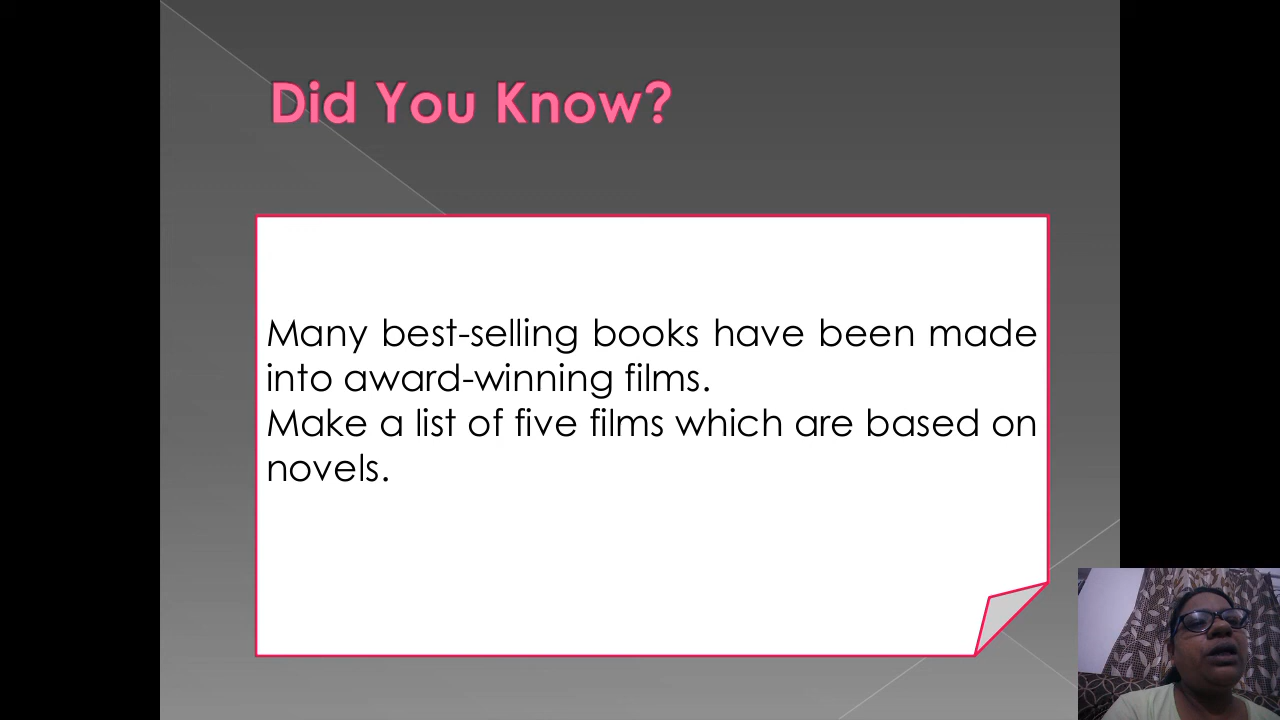 Did You Know?
Many best-selling books have been made
into award-winning films.
Make a list of five films which are based on
novels.